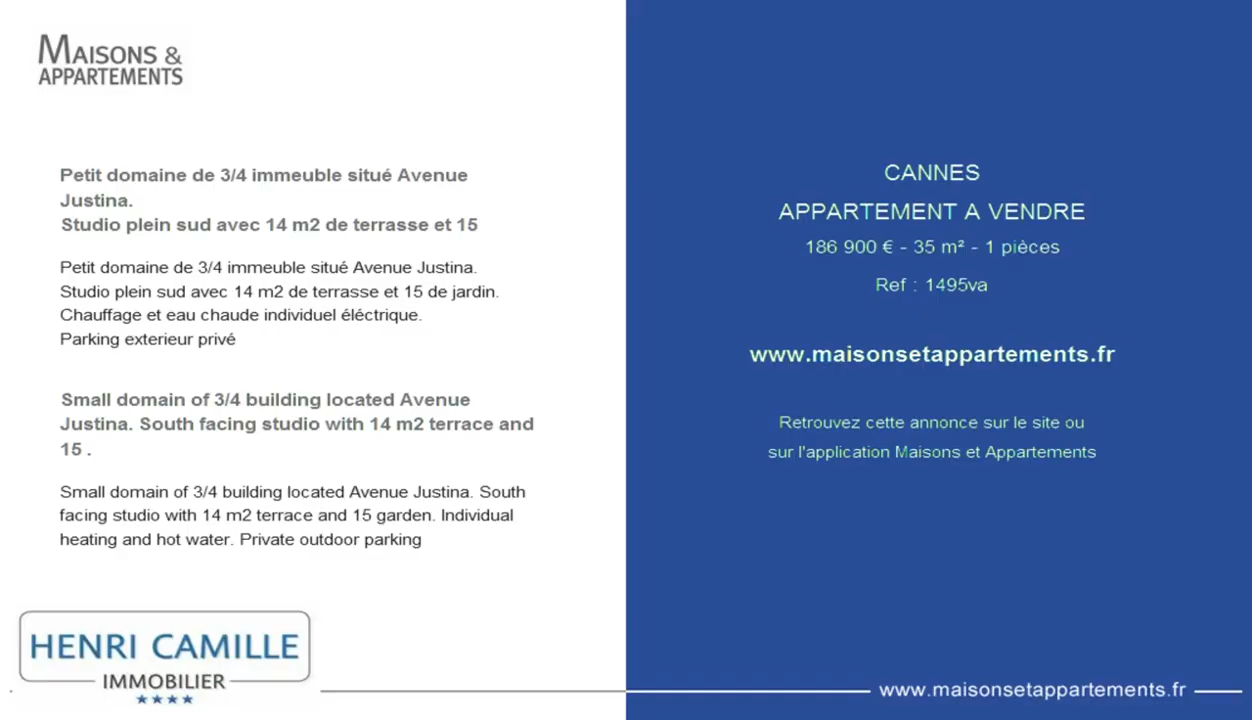 MAISONS &
APPARTEMENTS
Petit domaine de 3/4 immeuble situé Avenue
Justina.
Studio plein sud avec 14 m2 de terrasse et 15
Petit domaine de 3/4 immeuble situé Avenue Justina.
Studio plein sud avec 14 m2 de terrasse et 15 de jardin.
Chauffage et eau chaude individuel éléctrique.
Parking exterieur privé
Small domain of 3/4 building located Avenue
Justina. South facing studio with 14 m2 terrace and
15 .
Small domain of 3/4 building located Avenue Justina. South
facing studio with 14 m2 terrace and 15 garden. Individual
heating and hot water. Private outdoor parking
HENRI CAMILLE
IMMOBILIER
CANNES
APPARTEMENT A VENDRE
186 900 € - 35 m² - 1 pièces
Ref : 1495va
www.maisonsetappartements.fr
Retrouvez cette annonce sur le site ou
sur l'application Maisons et Appartements
www.maisonsetappartements.fr